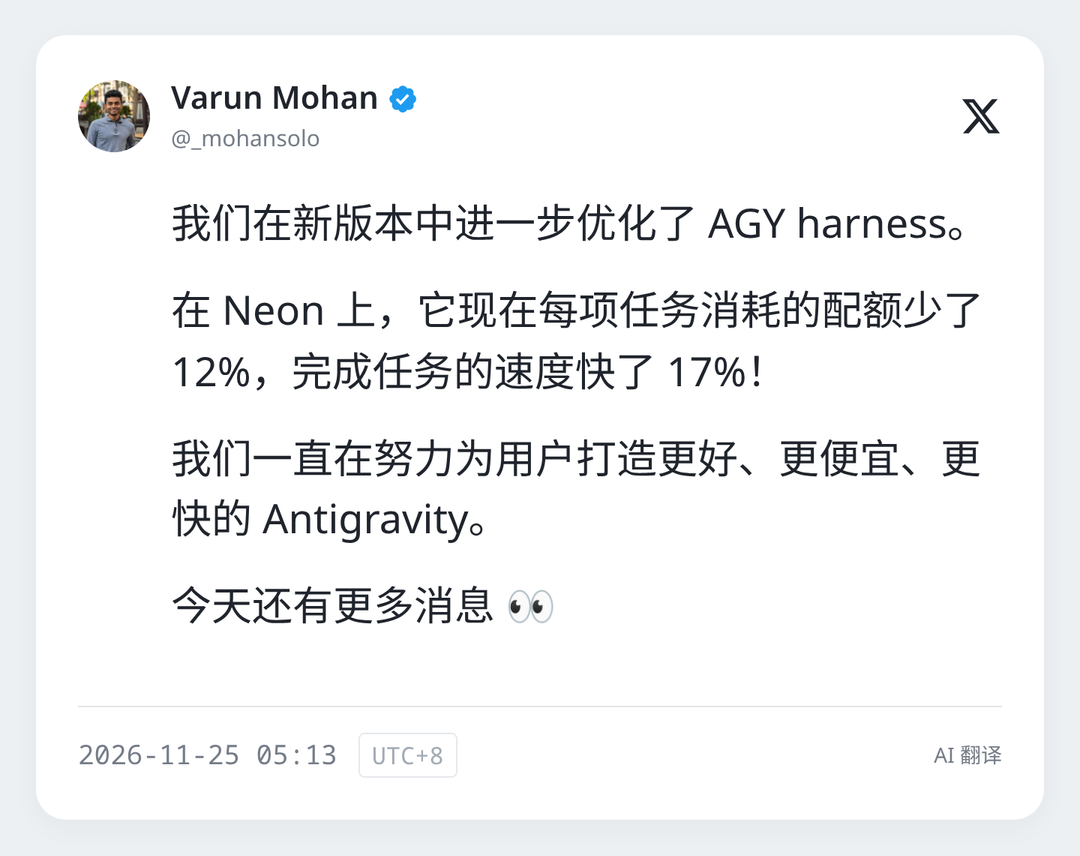 Varun Mohan
@_mohansolo
我们在新版本中进一步优化了 AGY harness。
在 Neon 上，它现在每项任务消耗的配额少了
12%，完成任务的速度快了 17%！
我们一直在努力为用户打造更好、更便宜、更
快的 Antigravity。
今天还有更多消息 👀
2026-11-25 05:13 UTC+8
AI 翻译